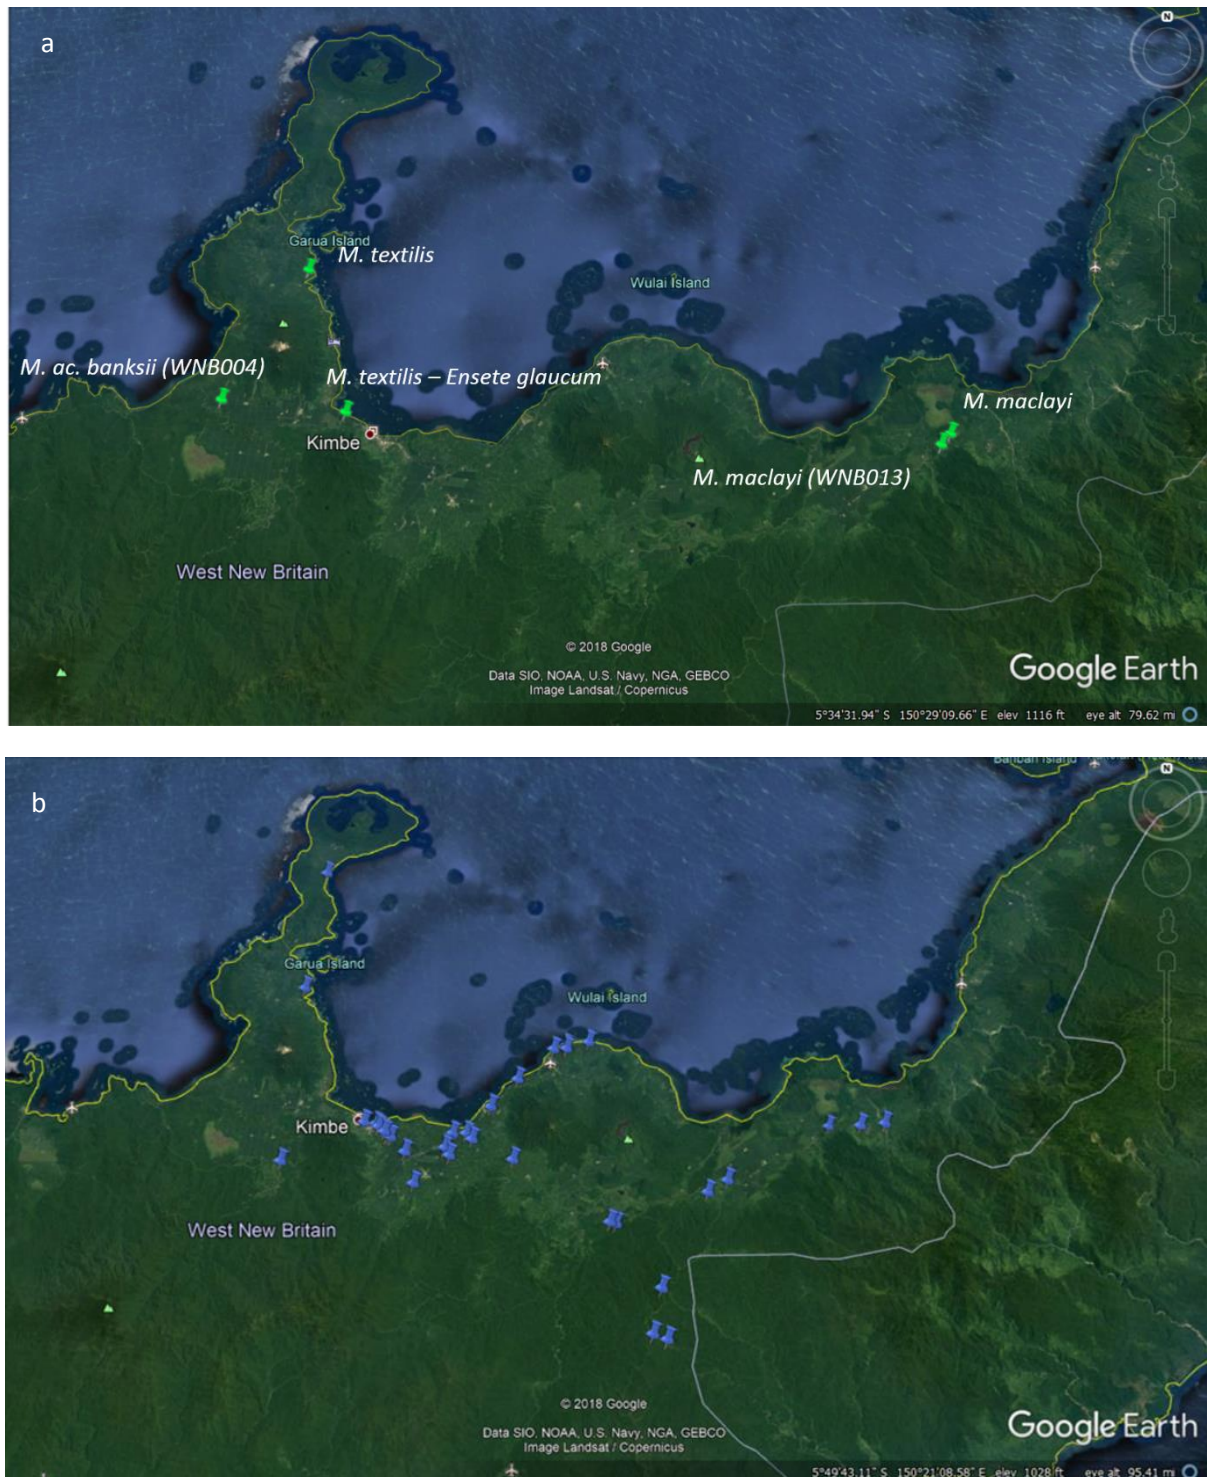 a
N
Garua Island
M. textilis
Wulai Island
M. ac. banksii (WNB004)
M. textilis – Ensete glaucum
M. maclayi
Kimbe
M. maclayi (WNB013)
West New Britain
© 2018 Google
Data SIO, NOAA, U.S. Navy, NGA, GEBCO
Image Landsat / Copernicus
Google Earth
5°34'31.94" S 150°29'09.66" E elev 1116 ft eye alt 79.62 mi
b
N
Garua Island
Wulai Island
Kimbe
West New Britain
© 2018 Google
Data SIO, NOAA, U.S. Navy, NGA, GEBCO
Image Landsat / Copernicus
Google Earth
5°49'43.11" S 150°21'08.58" E elev 1028 ft eye alt 95.41 mi